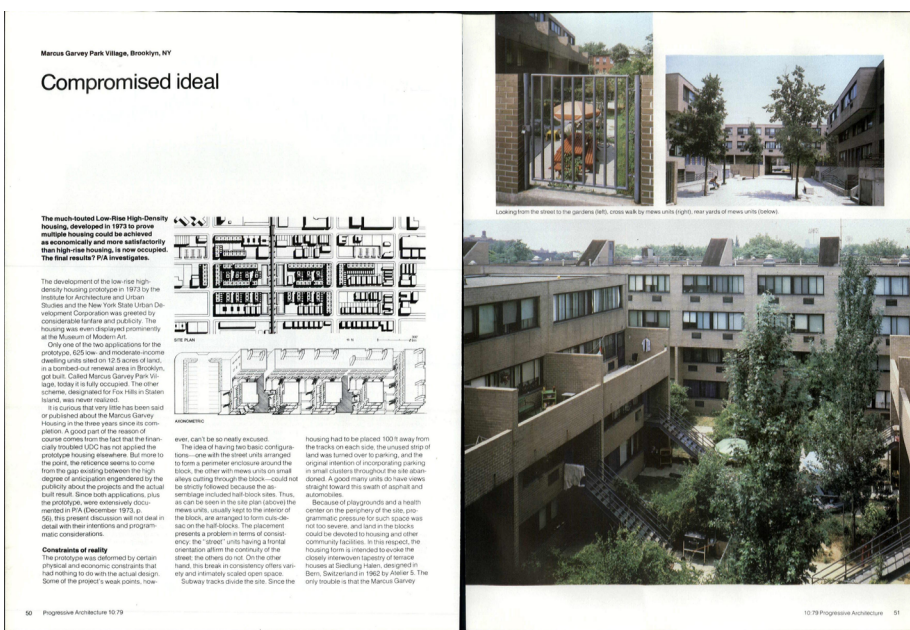 Marcus Garvey Park Village, Brooklyn, NY
Compromised ideal
The much-touted Low-Rise High-Density
housing, developed in 1973 to prove
multiple housing could be achieved
as economically and more satisfactorily
than high-rise housing, is now occupied.
The final results? P/A investigates.
The development of the low-rise high-
density housing prototype in 1973 by the
Institute for Architecture and Urban
Studies and the New York State Urban De-
velopment Corporation was greeted by
considerable fanfare and publicity. The
housing was even displayed prominently
at the Museum of Modern Art.
Only one of the two applications for the
prototype, 625 low- and moderate-income
dwelling units sited on 12.5 acres of land,
in a bombed-out renewal area in Brooklyn,
got built. Called Marcus Garvey Park Vil-
lage, today it is fully occupied. The other
scheme, designated for Fox Hills in Staten
Island, was never realized.
It is curious that very little has been said
or published about the Marcus Garvey
Housing in the three years since its com-
pletion. A good part of the reason of
course comes from the fact that the finan-
cially troubled UDC has not applied the
prototype housing elsewhere. But more to
the point, the reticence seems to come
from the gap existing between the high
degree of anticipation engendered by the
publicity about the projects and the actual
built result. Since both applications, plus
the prototype, were extensively docu-
mented in P/A (December 1973, p.
56), this present discussion will not deal in
detail with their intentions and program-
matic considerations.
Constraints of reality
The prototype was deformed by certain
physical and economic constraints that
had nothing to do with the actual design.
Some of the project's weak points, how-
SITE PLAN
AXONOMETRIC
ever, can't be so neatly excused.
The idea of having two basic configura-
tions—one with the street units arranged
to form a perimeter enclosure around the
block, the other with mews units on small
alleys cutting through the block—could not
be strictly followed because the as-
semblage included half-block sites. Thus,
as can be seen in the site plan (above) the
mews units, usually kept to the interior of
the block, are arranged to form culs-de-
sac on the half-blocks. The placement
presents a problem in terms of consist-
ency: the "street" units having a frontal
orientation affirm the continuity of the
street; the others do not. On the other
hand, this break in consistency offers vari-
ety and intimately scaled open space.
Subway tracks divide the site. Since the
housing had to be placed 100 ft away from
the tracks on each side, the unused strip of
land was turned over to parking, and the
original intention of incorporating parking
in small clusters throughout the site aban-
doned. A good many units do have views
straight toward this swath of asphalt and
automobiles.
Because of playgrounds and a health
center on the periphery of the site, pro-
grammatic pressure for such space was
not too severe, and land in the blocks
could be devoted to housing and other
community facilities. In this respect, the
housing form is intended to evoke the
closely interwoven tapestry of terrace
houses at Siedlung Halen, designed in
Bern, Switzerland in 1962 by Atelier 5. The
only trouble is that the Marcus Garvey
50 Progressive Architecture 10:79
Looking from the street to the gardens (left), cross walk by mews units (right), rear yards of mews units (below).
10:79 Progressive Architecture 51